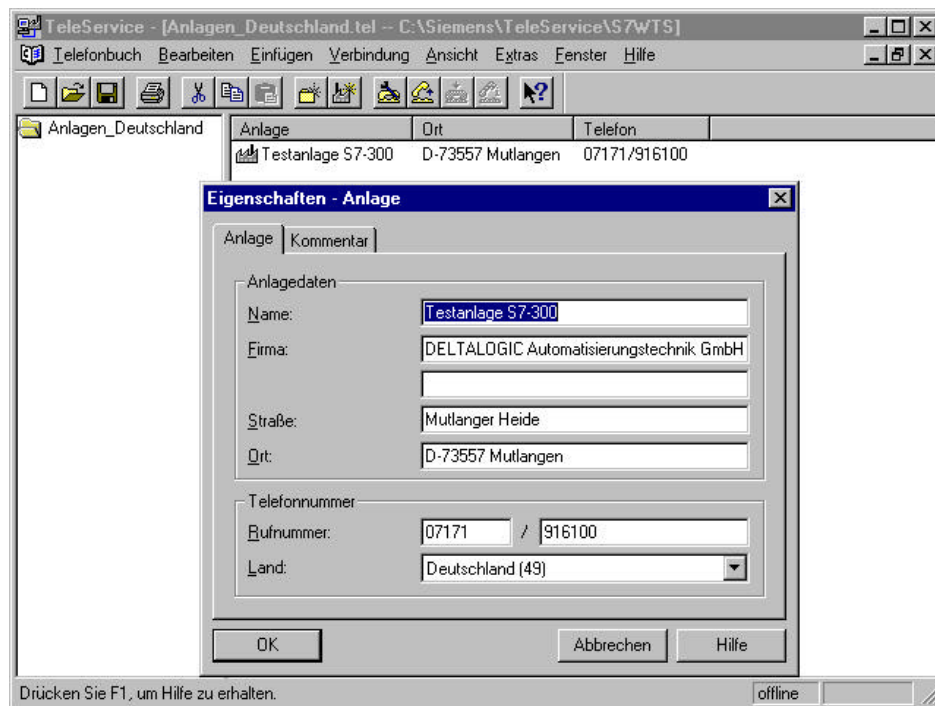 TeleService - [Anlagen_Deutschland.tel -- C:\Siemens\TeleService\S7WTS]
Telefonbuch Bearbeiten Einfügen Verbindung Ansicht Extras Fenster Hilfe
Anlagen_Deutschland
Anlage Ort Telefon
Testanlage S7-300 D-73557 Mutlangen 07171/916100
Eigenschaften - Anlage
Anlage Kommentar
Anlagedaten
Name: Testanlage S7-300
Firma: DELTALOGIC Automatisierungstechnik GmbH
Straße: Mutlanger Heide
Ort: D-73557 Mutlangen
Telefonnummer
Rufnummer: 07171 / 916100
Land: Deutschland (49)
OK Abbrechen Hilfe
Drücken Sie F1, um Hilfe zu erhalten. offline